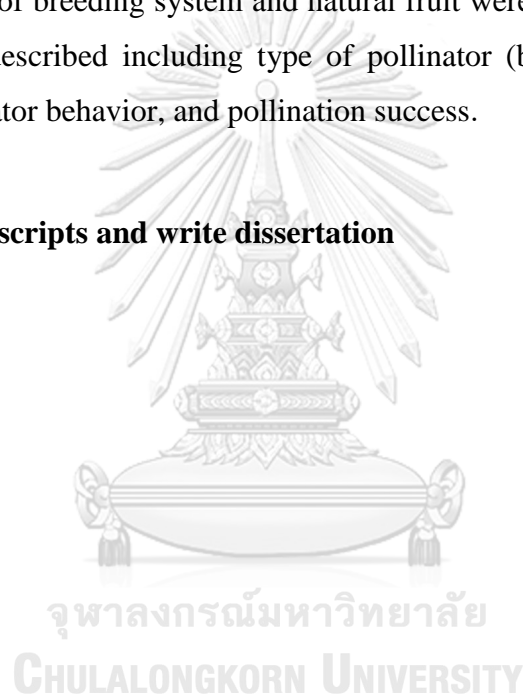 of breeding system and natural fruit were
escribed including type of pollinator (b
ator behavior, and pollination success.
scripts and write dissertation
จุฬาลงกรณ์มหาวิทยาลัย
CHULALONGKORN UNIVERSITY